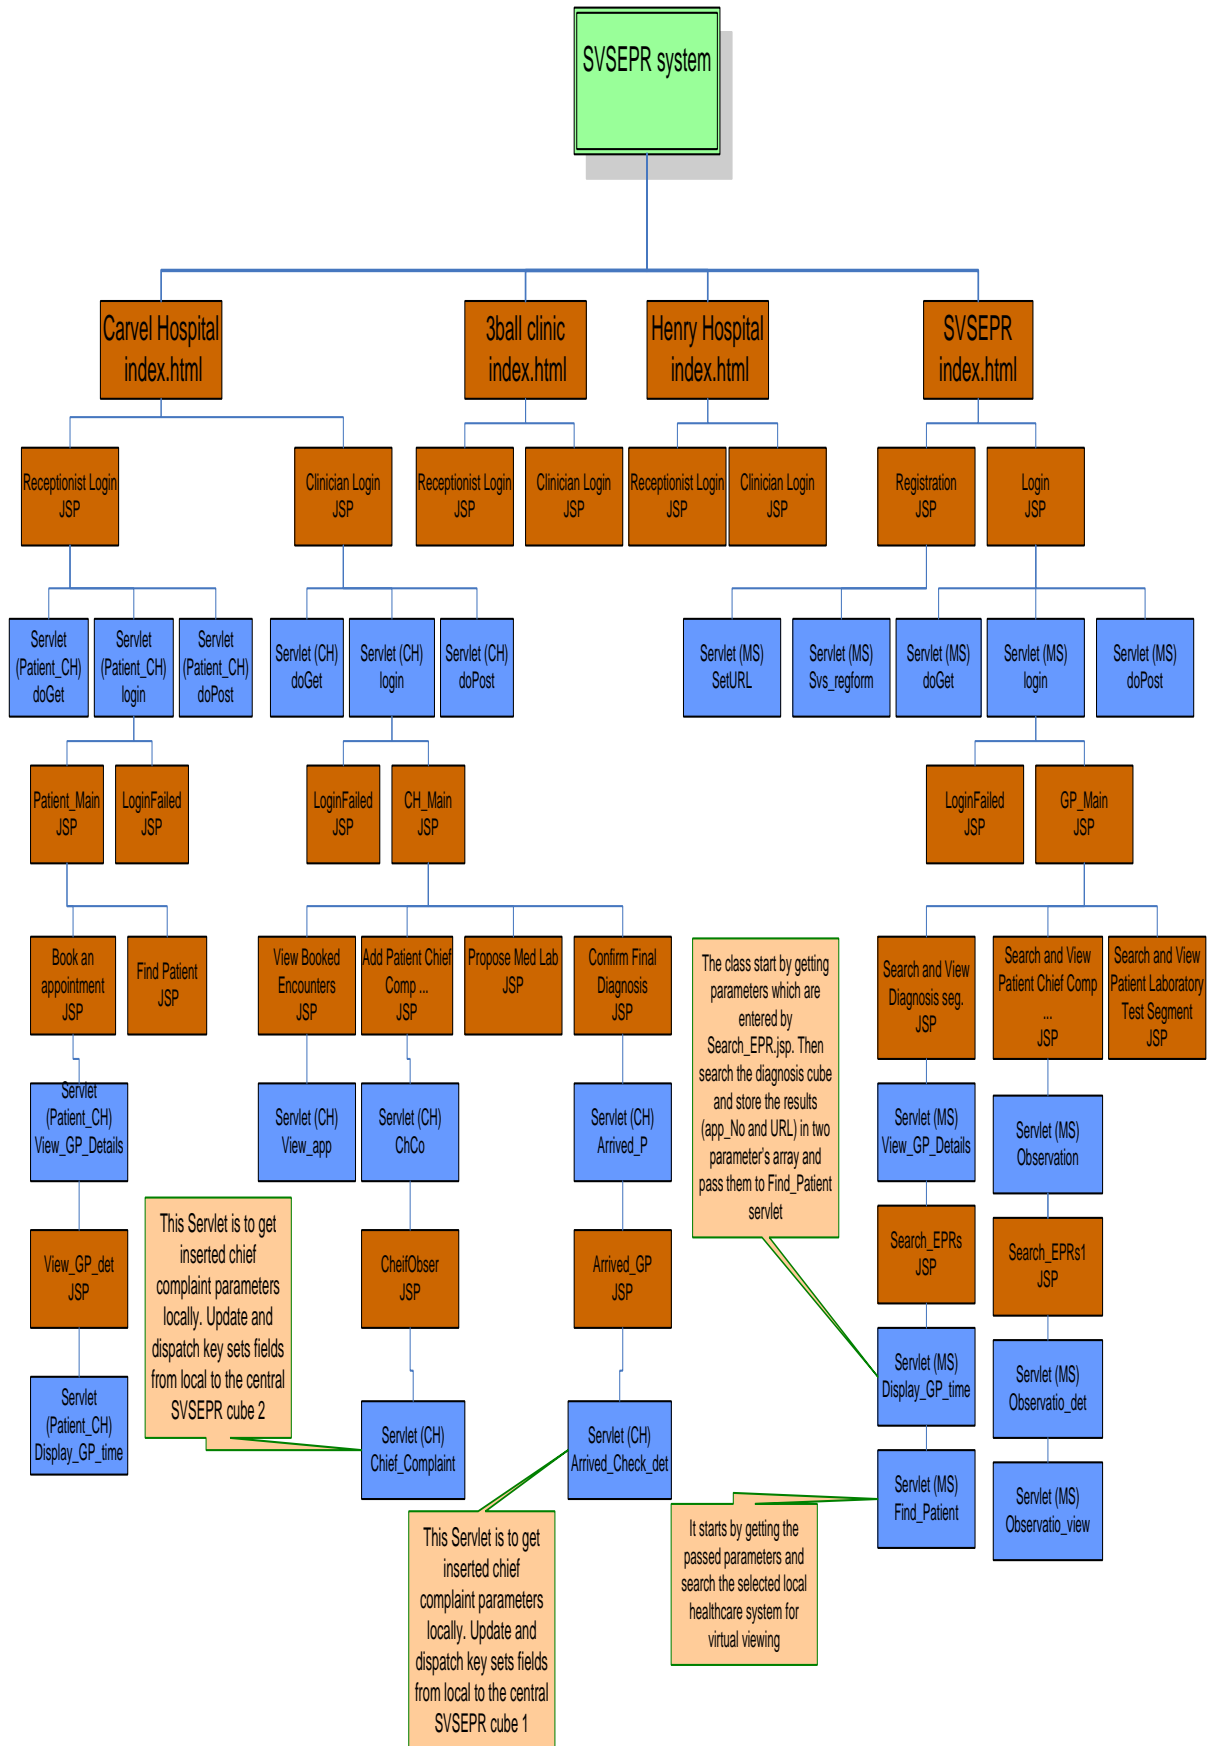 SVSEPR system
Carvel Hospital
index.html
3ball clinic
index.html
Henry Hospital
index.html
SVSEPR
index.html
Receptionist Login
JSP
Clinician Login
JSP
Receptionist Login
JSP
Clinician Login
JSP
Receptionist Login
JSP
Clinician Login
JSP
Registration
JSP
Login
JSP
Servlet
(Patient_CH)
doGet
Servlet
(Patient_CH)
login
Servlet
(Patient_CH)
doPost
Servlet (CH)
doGet
Servlet (CH)
login
Servlet (CH)
doPost
Servlet (MS)
SetURL
Servlet (MS)
Svs_regform
Servlet (MS)
doGet
Servlet (MS)
login
Servlet (MS)
doPost
Patient_Main
JSP
LoginFailed
JSP
LoginFailed
JSP
CH_Main
JSP
LoginFailed
JSP
GP_Main
JSP
Book an
appointment
JSP
Find Patient
JSP
View Booked
Encounters
JSP
Add Patient Chief
Comp ...
JSP
Propose Med Lab
JSP
Confirm Final
Diagnosis
JSP
The class start by getting
parameters which are
entered by
Search_EPR.jsp. Then
search the diagnosis cube
and store the results
(app_No and URL) in two
parameter's array and
pass them to Find_Patient
servlet
Search and View
Diagnosis seg.
JSP
Search and View
Patient Chief Comp
...
JSP
Search and View
Patient Laboratory
Test Segment
JSP
Servlet
(Patient_CH)
View_GP_Details
Servlet (CH)
View_app
Servlet (CH)
ChCo
Servlet (CH)
Arrived_P
Servlet (MS)
View_GP_Details
Servlet (MS)
Observation
This Servlet is to get
inserted chief
complaint parameters
locally. Update and
dispatch key sets fields
from local to the central
SVSEPR cube 2
View_GP_det
JSP
CheifObser
JSP
Arrived_GP
JSP
Search_EPRs
JSP
Search_EPRs1
JSP
Servlet
(Patient_CH)
Display_GP_time
Servlet (CH)
Chief_Complaint
Servlet (CH)
Arrived_Check_det
Servlet (MS)
Display_GP_time
Servlet (MS)
Observatio_det
Servlet (MS)
Find_Patient
Servlet (MS)
Observatio_view
This Servlet is to get
inserted chief
complaint parameters
locally. Update and
dispatch key sets fields
from local to the central
SVSEPR cube 1
It starts by getting the
passed parameters and
search the selected local
healthcare system for
virtual viewing